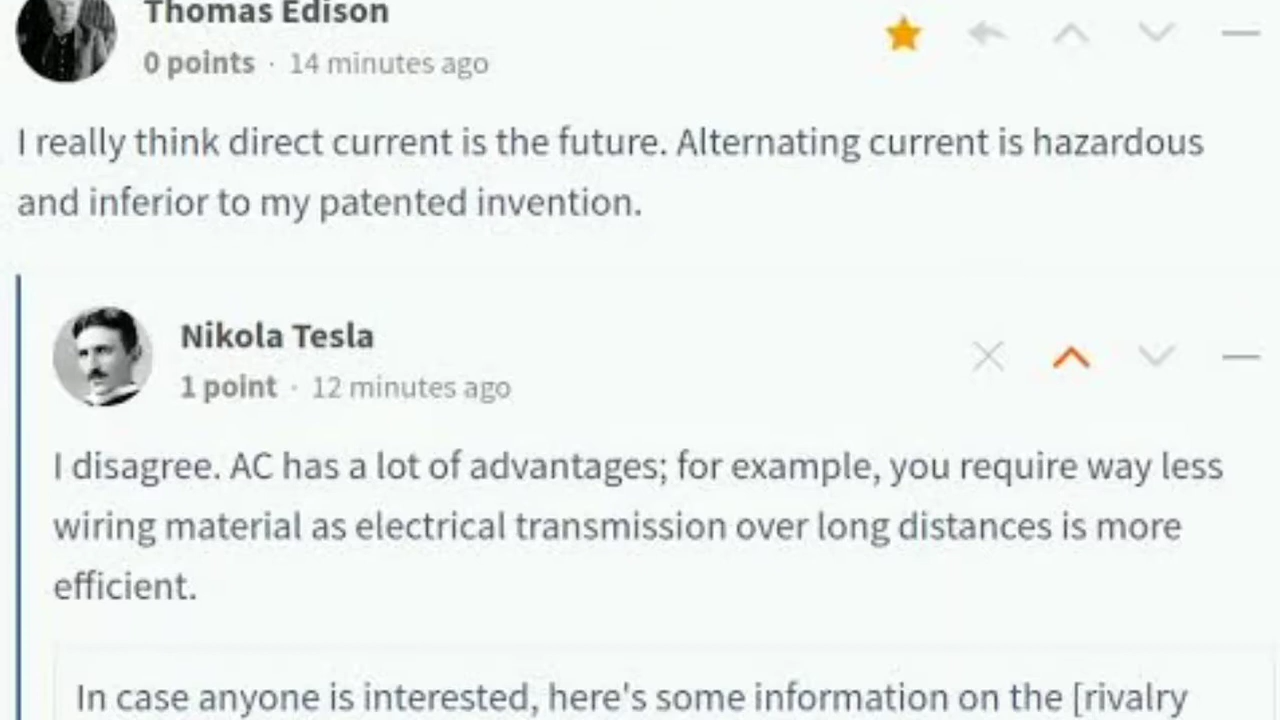 Thomas Edison
0 points · 14 minutes ago
I really think direct current is the future. Alternating current is hazardous
and inferior to my patented invention.
Nikola Tesla
1 point · 12 minutes ago
I disagree. AC has a lot of advantages; for example, you require way less
wiring material as electrical transmission over long distances is more
efficient.
In case anyone is interested, here's some information on the [rivalry